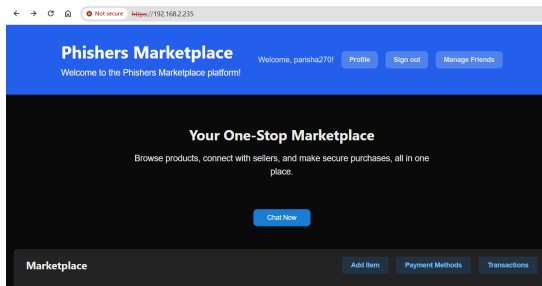 Not secure https://192.168.2.235
Phishers Marketplace
Welcome to the Phishers Marketplace platform!
Welcome, parisha270! Profile Sign out Manage Friends
Your One-Stop Marketplace
Browse products, connect with sellers, and make secure purchases, all in one
place.
Chat Now
Marketplace Add Item Payment Methods Transactions